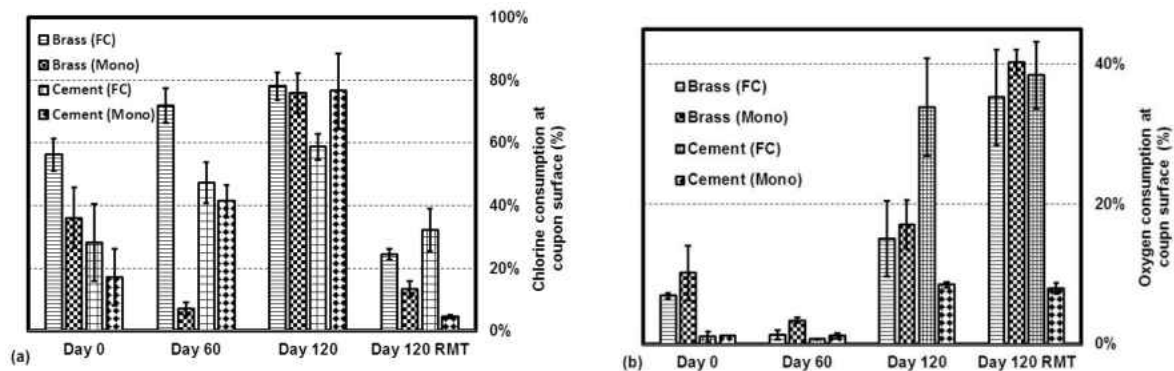 100%
Brass (FC)
Brass (Mono)
Cement (FC)
Cement (Mono)
80%
60%
40%
20%
0%
Chlorine consumption at
coupon surface (%)
(a)
Day 0 Day 60 Day 120 Day 120 RMT
Brass (FC)
Brass (Mono)
Cement (FC)
Cement (Mono)
40%
20%
0%
Oxygen consumption at
coupn surface (%)
(b)
Day 0 Day 60 Day 120 Day 120 RMT